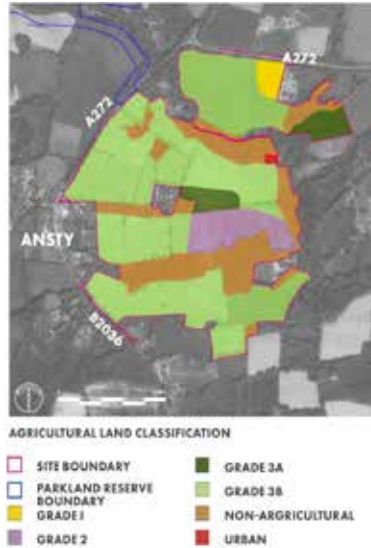 A272
A272
ANSTY
B2036
AGRICULTURAL LAND CLASSIFICATION
SITE BOUNDARY
PARKLAND RESERVE
BOUNDARY
GRADE 1
GRADE 2
GRADE 3A
GRADE 3B
NON-ARGRICULTURAL
URBAN